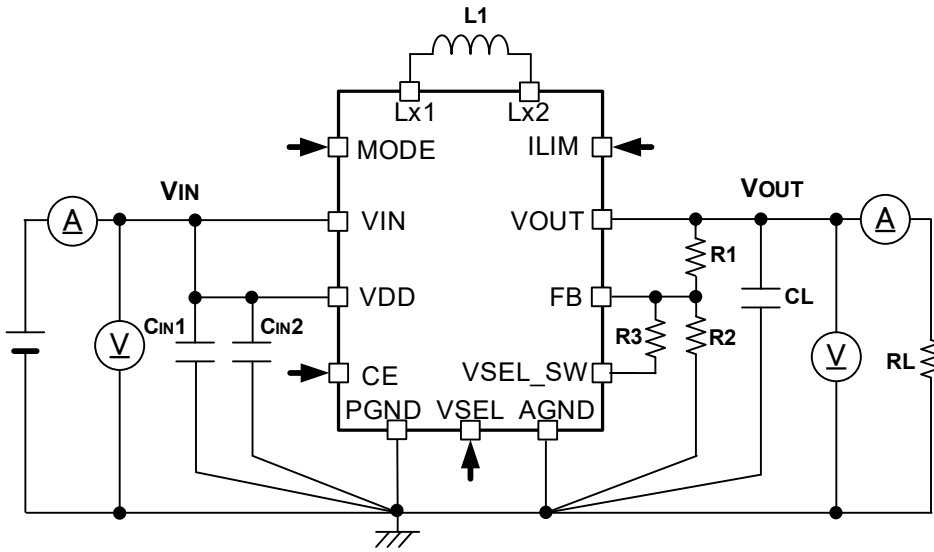 L1
Lx1
Lx2
MODE
ILIM
VIN
VOUT
A
VIN
VOUT
A
R1
VDD
FB
CL
CIN1
CIN2
R3
R2
V
V
RL
CE
VSEL_SW
PGND
VSEL
AGND